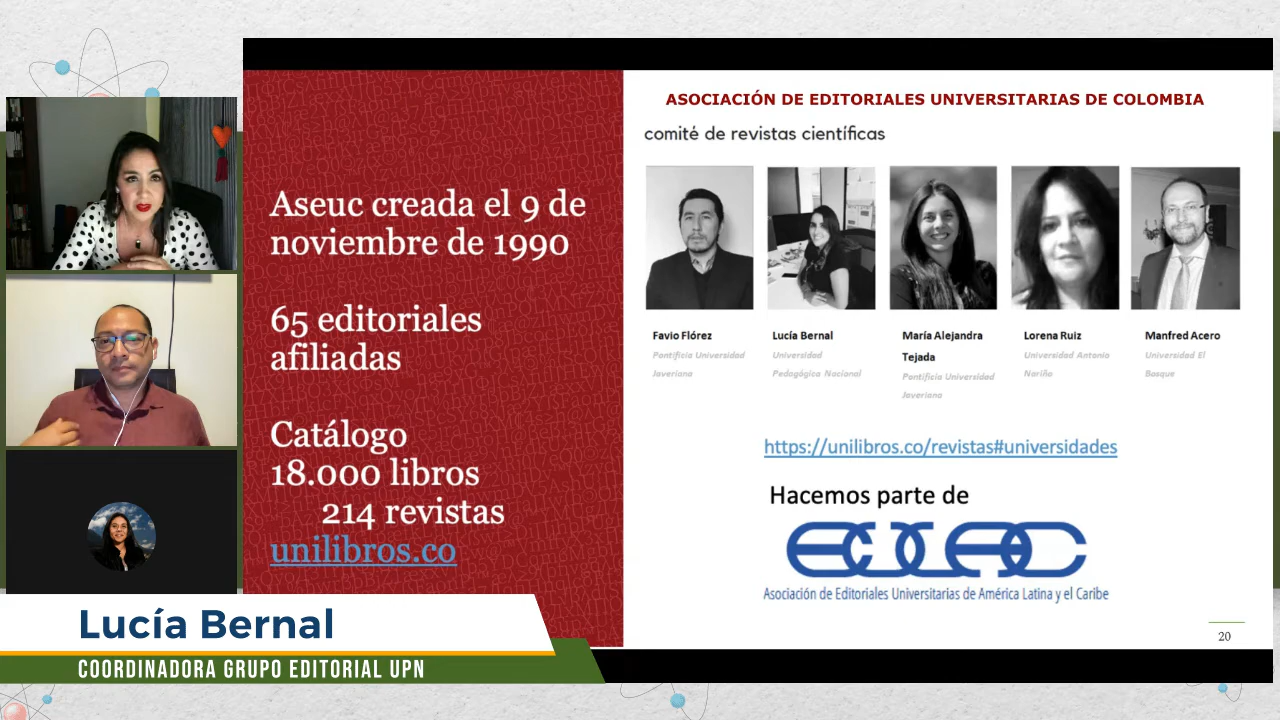 Aseuc creada el 9 de
noviembre de 1990
65 editoriales
afiliadas
Catálogo
18.000 libros
214 revistas
unilibros.co
ASOCIACIÓN DE EDITORIALES UNIVERSITARIAS DE COLOMBIA
comité de revistas científicas
Favio Flórez
Pontificia Universidad
Javeriana
Lucía Bernal
Universidad
Pedagógica Nacional
María Alejandra
Tejada
Pontificia Universidad
Javeriana
Lorena Ruiz
Universidad Antonio
Nariño
Manfred Acero
Universidad El
Bosque
https://unilibros.co/revistas#universidades
Hacemos parte de
EULAC
Asociación de Editoriales Universitarias de América Latina y el Caribe
20
Lucía Bernal
COORDINADORA GRUPO EDITORIAL UPN